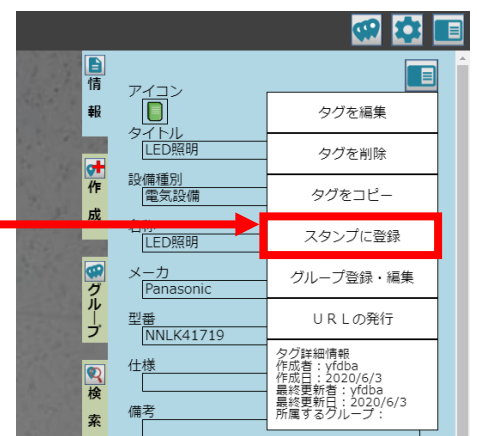 情報
作成
グループ
検索
アイコン
タイトル
LED照明
設備種別
電気設備
名称
LED照明
メーカ
Panasonic
型番
NNLK41719
仕様
備考
タグを編集
タグを削除
タグをコピー
スタンプに登録
グループ登録・編集
ＵＲＬの発行
タグ詳細情報
作成者：yfdba
作成日：2020/6/3
最終更新者：yfdba
最終更新日：2020/6/3
所属するグループ：